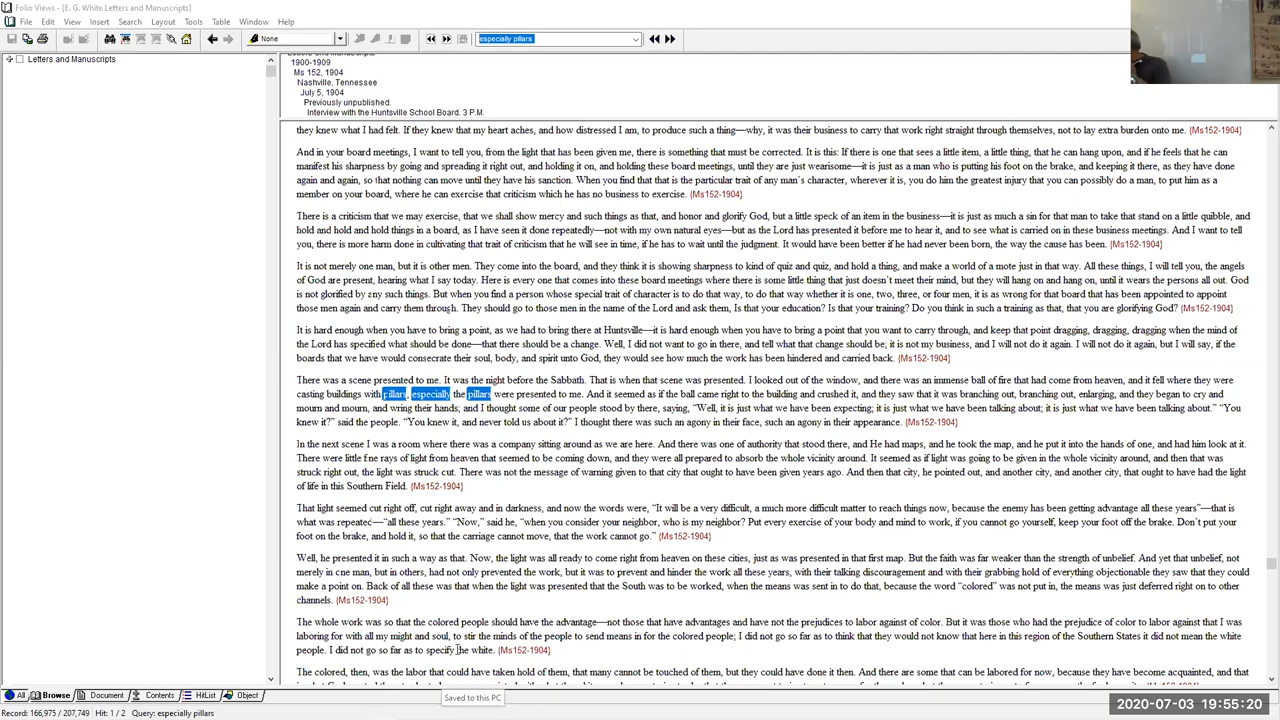 Folio Views - [E. G. White Letters and Manuscripts]
File Edit View Insert Search Layout Tools Table Window Help
None
especially pillars
Letters and Manuscripts
1900-1909
Ms 152, 1904
Nashville, Tennessee
July 5, 1904
Previously unpublished.
Interview with the Huntsville School Board. 3 P.M.
they knew what I had felt. If they knew that my heart aches, and how distressed I am, to produce such a thing—why, it was their business to carry that work right straight through themselves, not to lay extra burden onto me. {Ms152-1904}
And in your board meetings, I want to tell you, from the light that has been given me, there is something that must be corrected. It is this: If there is one that sees a little item, a little thing, that he can hang upon, and if he feels that he can
manifest his sharpness by going and spreading it right out, and holding it on, and holding these board meetings, until they are just wearisome—it is just as a man who is putting his foot on the brake, and keeping it there, as they have done
again and again, so that nothing can move until they have his sanction. When you find that that is the particular trait of any man's character, wherever it is, you do him the greatest injury that you can possibly do a man, to put him as a
member on your board, where he can exercise that criticism which he has no business to exercise. {Ms152-1904}
There is a criticism that we may exercise, that we shall show mercy and such things as that, and honor and glorify God, but a little speck of an item in the business—it is just as much a sin for that man to take that stand on a little quibble, and
hold and hold and hold things in a board, as I have seen it done repeatedly—not with my own natural eyes—but as the Lord has presented it before me to hear it, and to see what is carried on in these business meetings. And I want to tell
you, there is more harm done in cultivating that trait of criticism that he will see in time, if he has to wait until the judgment. It would have been better if he had never been born, the way the cause has been. {Ms152-1904}
It is not merely one man, but it is other men. They come into the board, and they think it is showing sharpness to kind of quiz and quiz, and hold a thing, and make a world of a mote just in that way. All these things, I will tell you, the angels
of God are present, hearing what I say today. Here is every one that comes into these board meetings where there is some little thing that just doesn't meet their mind, but they will hang on and hang on, until it wears the persons all out. God
is not glorified by any such things. But when you find a person whose special trait of character is to do that way, to do that way whether it is one, two, three, or four men, it is as wrong for that board that has been appointed to appoint
those men again and carry them through. They should go to those men in the name of the Lord and ask them, Is that your education? Is that your training? Do you think in such a training as that, that you are glorifying God? {Ms152-1904}
It is hard enough when you have to bring a point, as we had to bring there at Huntsville—it is hard enough when you have to bring a point that you want to carry through, and keep that point dragging, dragging, dragging when the mind of
the Lord has specified what should be done—that there should be a change. Well, I did not want to go in there, and tell what that change should be; it is not my business, and I will not do it again. I will not do it again, but I will say, if the
boards that we have would consecrate their soul, body, and spirit unto God, they would see how much the work has been hindered and carried back. {Ms152-1904}
There was a scene presented to me. It was the night before the Sabbath. That is when that scene was presented. I looked out of the window, and there was an immense ball of fire that had come from heaven, and it fell where they were
casting buildings with pillars, especially the pillars were presented to me. And it seemed as if the ball came right to the building and crushed it, and they saw that it was branching out, branching out, enlarging, and they began to cry and
mourn and mourn, and wring their hands; and I thought some of our people stood by there, saying, “Well, it is just what we have been expecting; it is just what we have been talking about; it is just what we have been talking about.” “You
knew it?” said the people. “You knew it, and never told us about it?” I thought there was such an agony in their face, such an agony in their appearance. {Ms152-1904}
In the next scene I was a room where there was a company sitting around as we are here. And there was one of authority that stood there, and He had maps, and he took the map, and he put it into the hands of one, and had him look at it.
There were little fine rays of light from heaven that seemed to be coming down, and they were all prepared to absorb the whole vicinity around. It seemed as if light was going to be given in the whole vicinity around, and then that was
struck right out, the light was struck out. There was not the message of warning given to that city that ought to have been given years ago. And then that city, he pointed out, and another city, and another city, that ought to have had the light
of life in this Southern Field. {Ms152-1904}
That light seemed cut right off, cut right away and in darkness, and now the words were, “It will be a very difficult, a much more difficult matter to reach things now, because the enemy has been getting advantage all these years”—that is
what was repeated—“all these years.” “Now,” said he, “when you consider your neighbor, who is my neighbor? Put every exercise of your body and mind to work, if you cannot go yourself, keep your foot off the brake. Don't put your
foot on the brake, and hold it, so that the carriage cannot move, that the work cannot go.” {Ms152-1904}
Well, he presented it in such a way as that. Now, the light was all ready to come right from heaven on these cities, just as was presented in that first map. But the faith was far weaker than the strength of unbelief. And yet that unbelief, not
merely in one man, but in others, had not only prevented the work, but it was to prevent and hinder the work all these years, with their talking discouragement and with their grabbing hold of everything objectionable they saw that they could
make a point on. Back of all these was that when the light was presented that the South was to be worked, when the means was sent in to do that, because the word “colored” was not put in, the means was just deferred right on to other
channels. {Ms152-1904}
The whole work was so that the colored people should have the advantage—not those that have advantages and have not the prejudices to labor against of color. But it was those who had the prejudice of color to labor against that I was
laboring for with all my might and soul, to stir the minds of the people to send means in for the colored people; I did not go so far as to think that they would not know that here in this region of the Southern States it did not mean the white
people. I did not go so far as to specify the white. {Ms152-1904}
The colored, then, was the labor that could have taken hold of them, that many cannot be touched of them, but they could have done it then. And there are some that can be labored for now, because they have become acquainted, and that
All Browse Document Contents HitList Object
Saved to this PC
Record: 166,975 / 207,749 Hit: 1 / 2 Query: especially pillars
2020-07-03 19:55:20